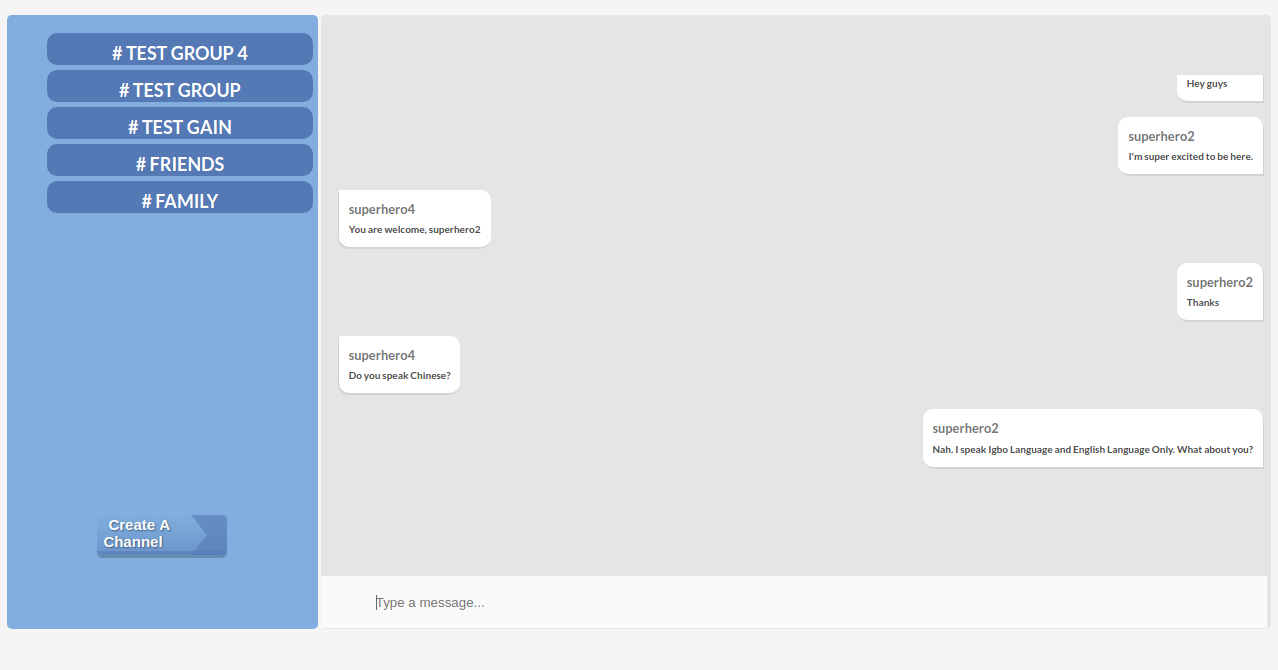 # TEST GROUP 4
# TEST GROUP
# TEST GAIN
# FRIENDS
# FAMILY
Create A
Channel
Hey guys
superhero2
I'm super excited to be here.
superhero4
You are welcome, superhero2
superhero2
Thanks
superhero4
Do you speak Chinese?
superhero2
Nah. I speak Igbo Language and English Language Only. What about you?
Type a message...